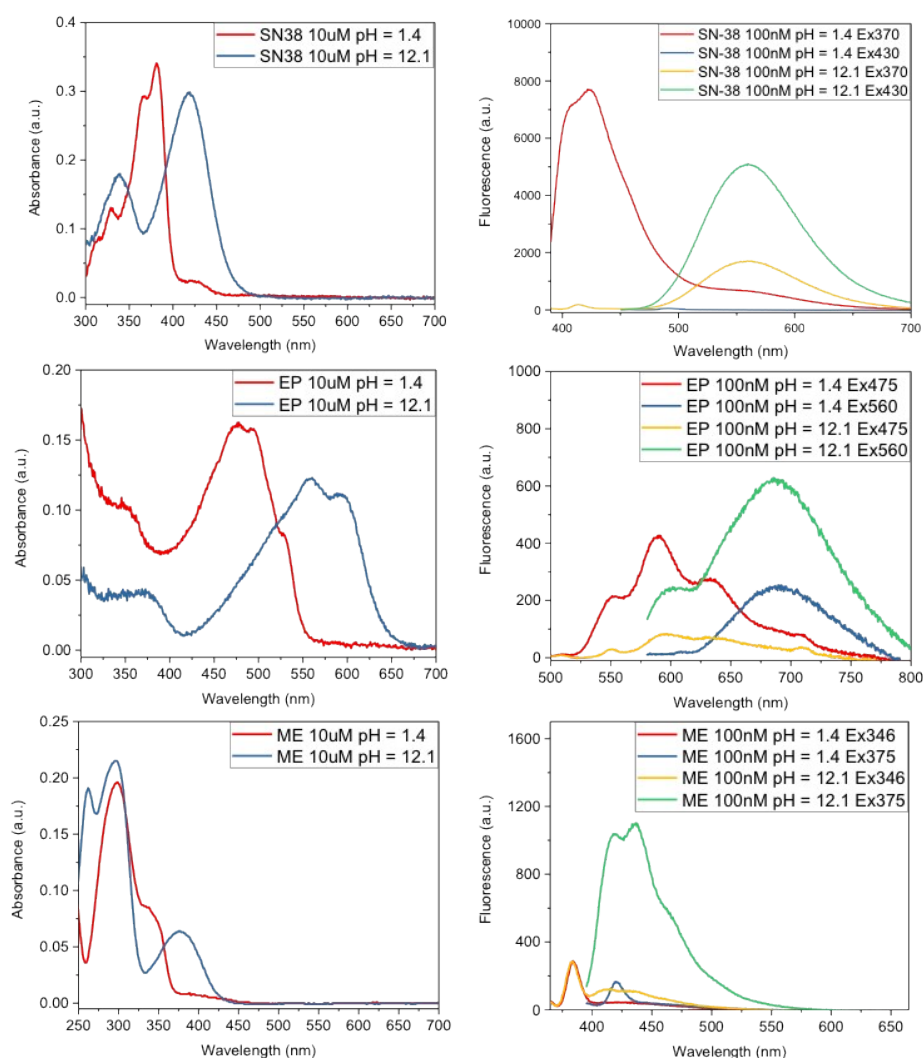 SN38 10uM pH = 1.4
SN38 10uM pH = 12.1
Absorbance (a.u.)
0.4
0.3
0.2
0.1
0.0
300 350 400 450 500 550 600 650 700
Wavelength (nm)
SN-38 100nM pH = 1.4 Ex370
SN-38 100nM pH = 1.4 Ex430
SN-38 100nM pH = 12.1 Ex370
SN-38 100nM pH = 12.1 Ex430
Fluorescence (a.u.)
10000
8000
6000
4000
2000
0
400 500 600 700
Wavelength (nm)
EP 10uM pH = 1.4
EP 10uM pH = 12.1
Absorbance (a.u.)
0.20
0.15
0.10
0.05
0.00
300 350 400 450 500 550 600 650 700
Wavelength (nm)
EP 100nM pH = 1.4 Ex475
EP 100nM pH = 1.4 Ex560
EP 100nM pH = 12.1 Ex475
EP 100nM pH = 12.1 Ex560
Fluorescence (a.u.)
1000
800
600
400
200
0
500 550 600 650 700 750 800
Wavelength (nm)
ME 10uM pH = 1.4
ME 10uM pH = 12.1
Absorbance (a.u.)
0.25
0.20
0.15
0.10
0.05
0.00
250 300 350 400 450 500 550 600 650 700
Wavelength (nm)
ME 100nM pH = 1.4 Ex346
ME 100nM pH = 1.4 Ex375
ME 100nM pH = 12.1 Ex346
ME 100nM pH = 12.1 Ex375
Fluorescence (a.u.)
1600
1200
900
600
300
0
400 450 500 550 600 650
Wavelength (nm)